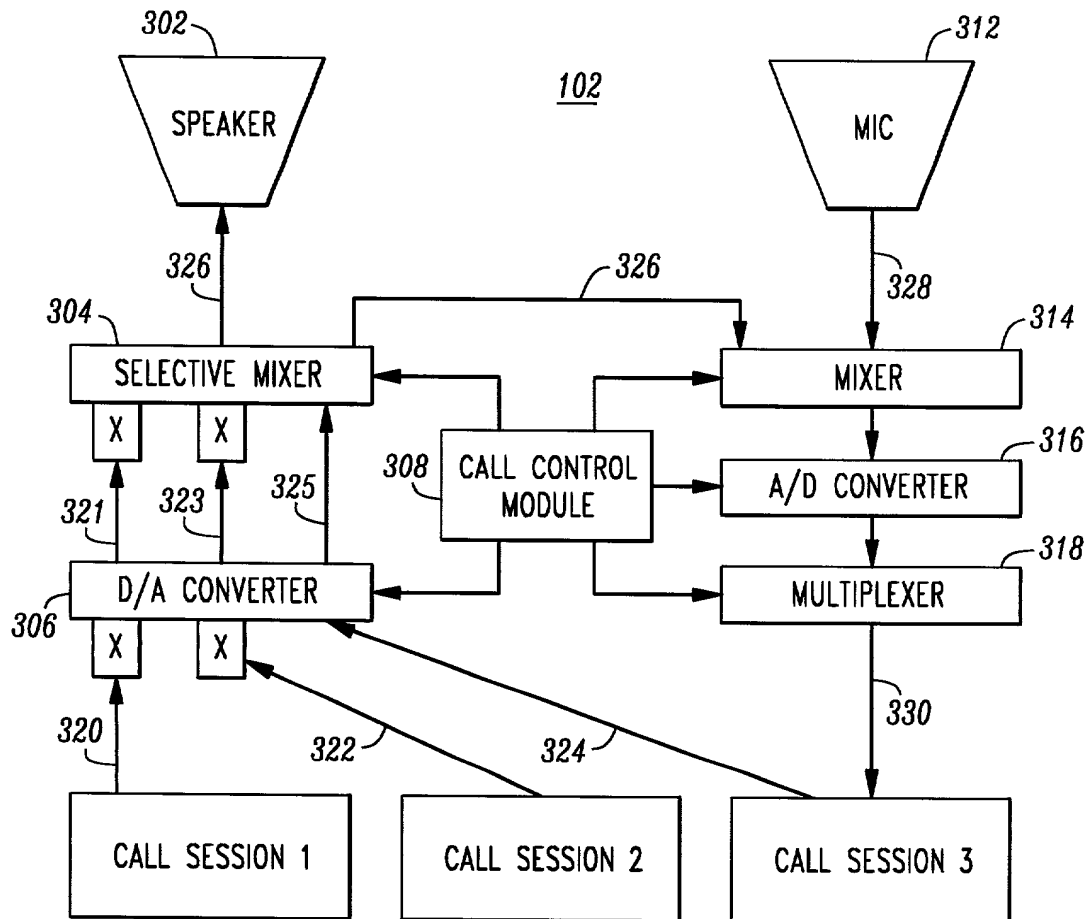 302
312
102
SPEAKER
MIC
326
326
328
304
314
SELECTIVE MIXER
MIXER
X
X
316
308
CALL CONTROL
MODULE
A/D CONVERTER
321
323
325
318
D/A CONVERTER
MULTIPLEXER
306
X
X
330
320
322
324
CALL SESSION 1
CALL SESSION 2
CALL SESSION 3